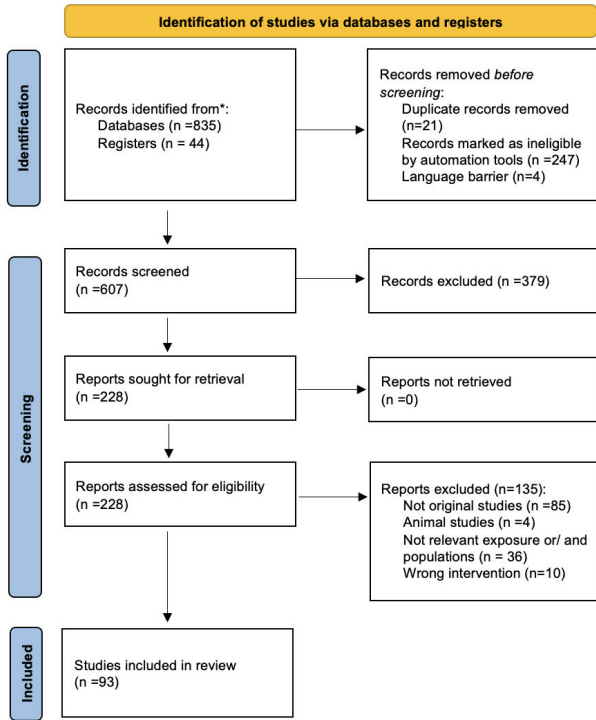 Identification of studies via databases and registers
Identification
Records identified from*:
Databases (n =835)
Registers (n = 44)
Records removed before
screening:
Duplicate records removed
(n=21)
Records marked as ineligible
by automation tools (n =247)
Language barrier (n=4)
Screening
Records screened
(n =607)
Records excluded (n =379)
Reports sought for retrieval
(n =228)
Reports not retrieved
(n =0)
Reports assessed for eligibility
(n =228)
Reports excluded (n=135):
Not original studies (n =85)
Animal studies (n =4)
Not relevant exposure or/ and
populations (n = 36)
Wrong intervention (n=10)
Included
Studies included in review
(n =93)